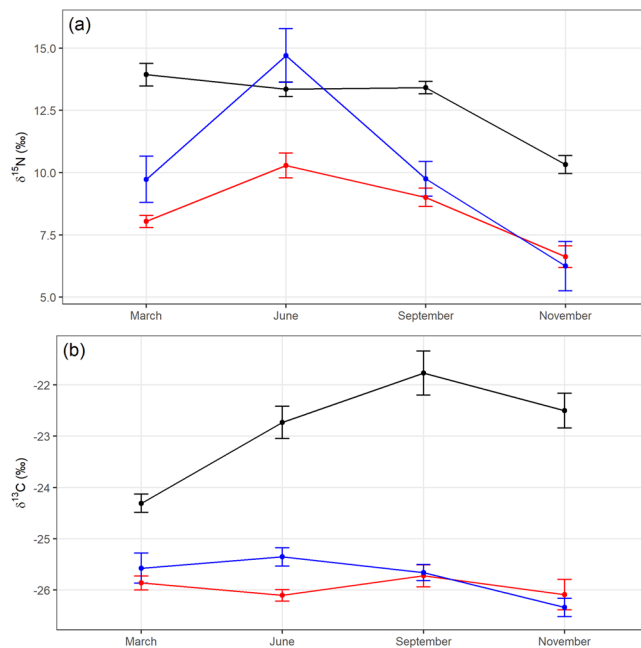 (a)
15.0
12.5
10.0
7.5
5.0
δ15N (‰)
March June September November
(b)
-22
-23
-24
-25
-26
δ13C (‰)
March June September November